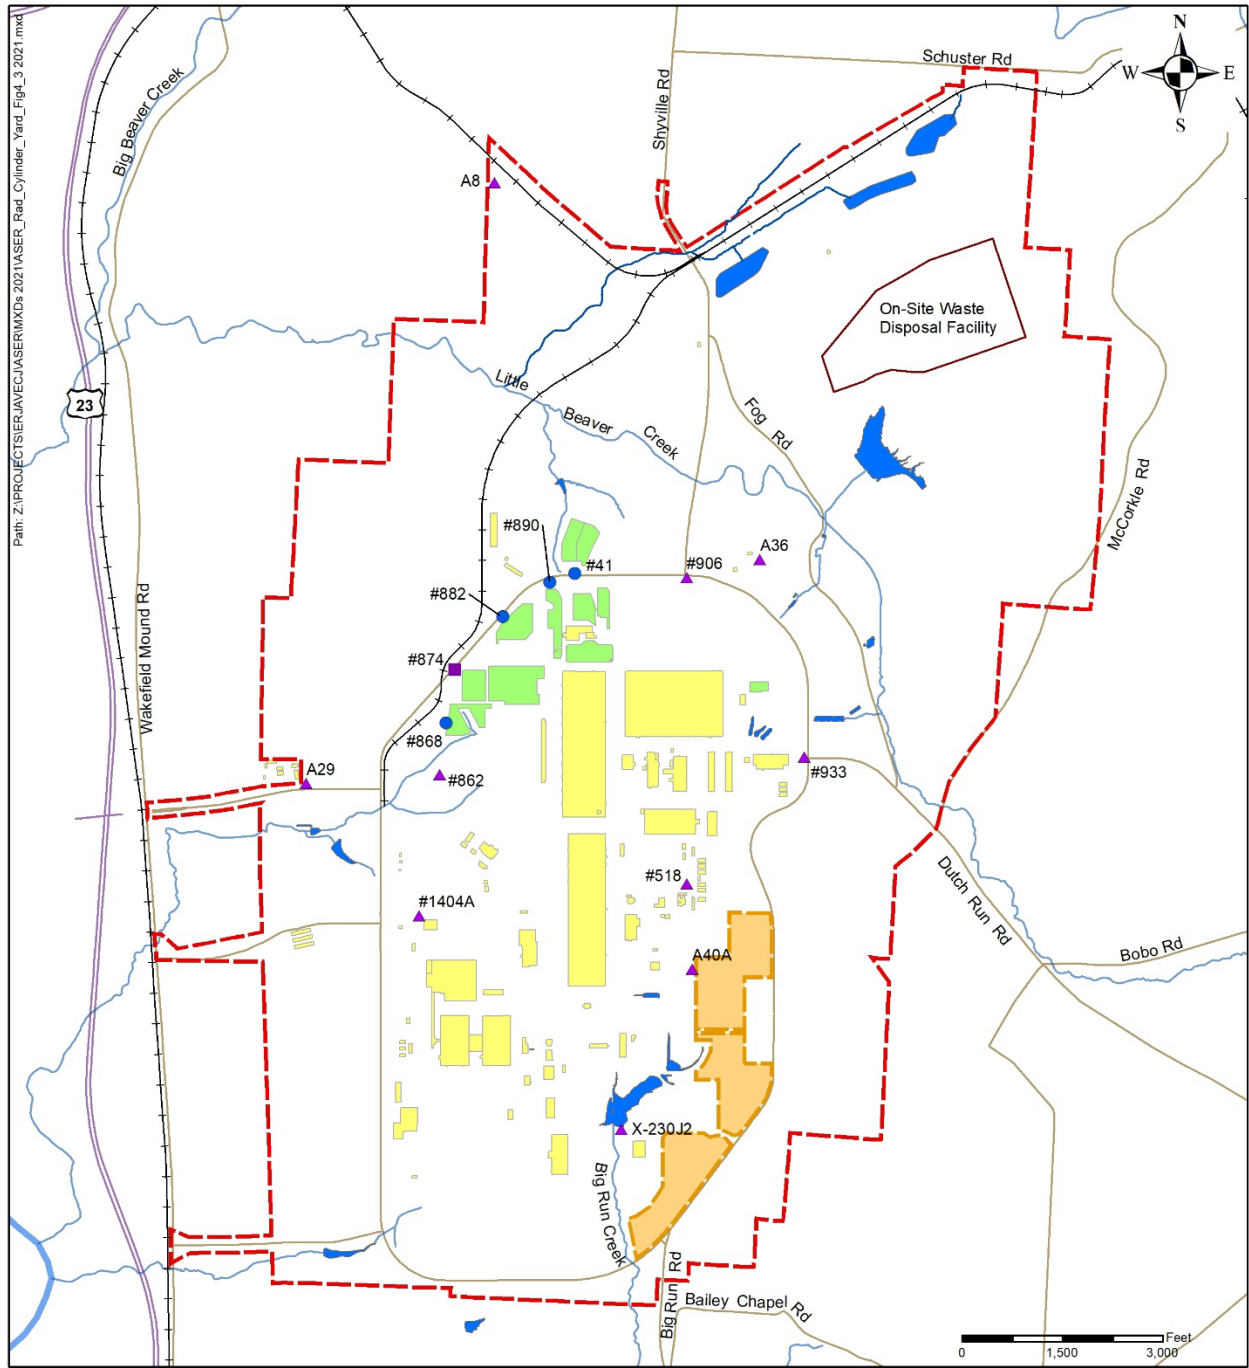 Path: Z:\PROJECTS\ERJAVECJ\ASER\MXDs 2021\ASER_Rad_Cylinder_Yard_Fig4_3 2021.mxd
N
W
E
S
Schuster Rd
Shyville Rd
Big Beaver Creek
A8
On-Site Waste
Disposal Facility
23
Little
Beaver
Creek
Fog Rd
McCorkle Rd
#890
#41
#906
A36
#882
#874
Wakefield Mound Rd
#868
#862
A29
#933
#518
#1404A
Dutch Run Rd
Bobo Rd
A40A
X-230J2
Big Run Creek
Big Run Rd
Bailey Chapel Rd
Feet
0
1,500
3,000